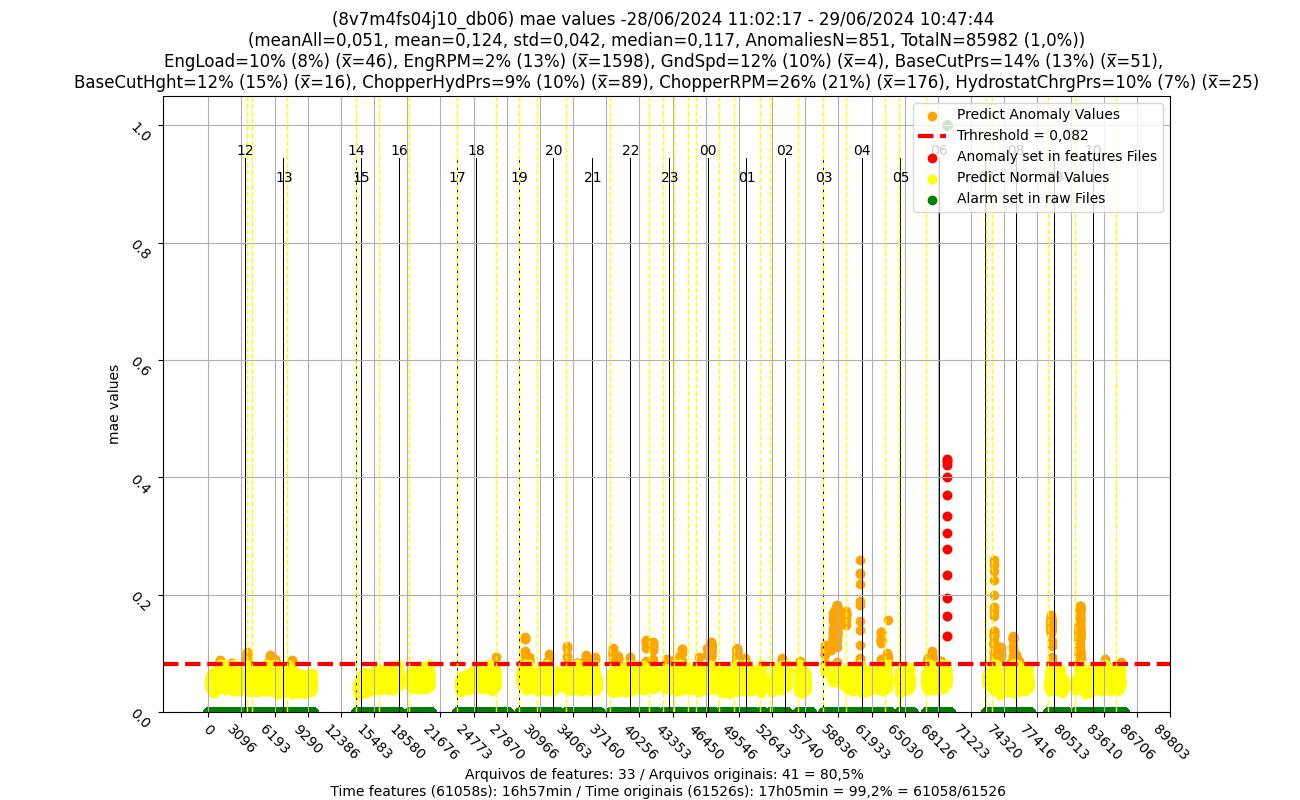 (8v7m4fs04j10_db06) mae values -28/06/2024 11:02:17 - 29/06/2024 10:47:44
(meanAll=0,051, mean=0,124, std=0,042, median=0,117, AnomaliesN=851, TotalN=85982 (1,0%))
EngLoad=10% (8%) (x̅=46), EngRPM=2% (13%) (x̅=1598), GndSpd=12% (10%) (x̅=4), BaseCutPrs=14% (13%) (x̅=51),
BaseCutHght=12% (15%) (x̅=16), ChopperHydPrs=9% (10%) (x̅=89), ChopperRPM=26% (21%) (x̅=176), HydrostatChrgPrs=10% (7%) (x̅=25)
Predict Anomaly Values
Trhreshold = 0,082
Anomaly set in features Files
Predict Normal Values
Alarm set in raw Files
12 14 16 18 20 22 00 02 04 06 08 10
13 15 17 19 21 23 01 03 05
mae values
1.0
0.8
0.6
0.4
0.2
0.0
0 3096 6193 9290 12386 15483 18580 21676 24773 27870 30966 34063 37160 40256 43353 46450 49546 52643 55740 58836 61933 65030 68126 71223 74320 77416 80513 83610 86706 89803
Arquivos de features: 33 / Arquivos originais: 41 = 80,5%
Time features (61058s): 16h57min / Time originais (61526s): 17h05min = 99,2% = 61058/61526